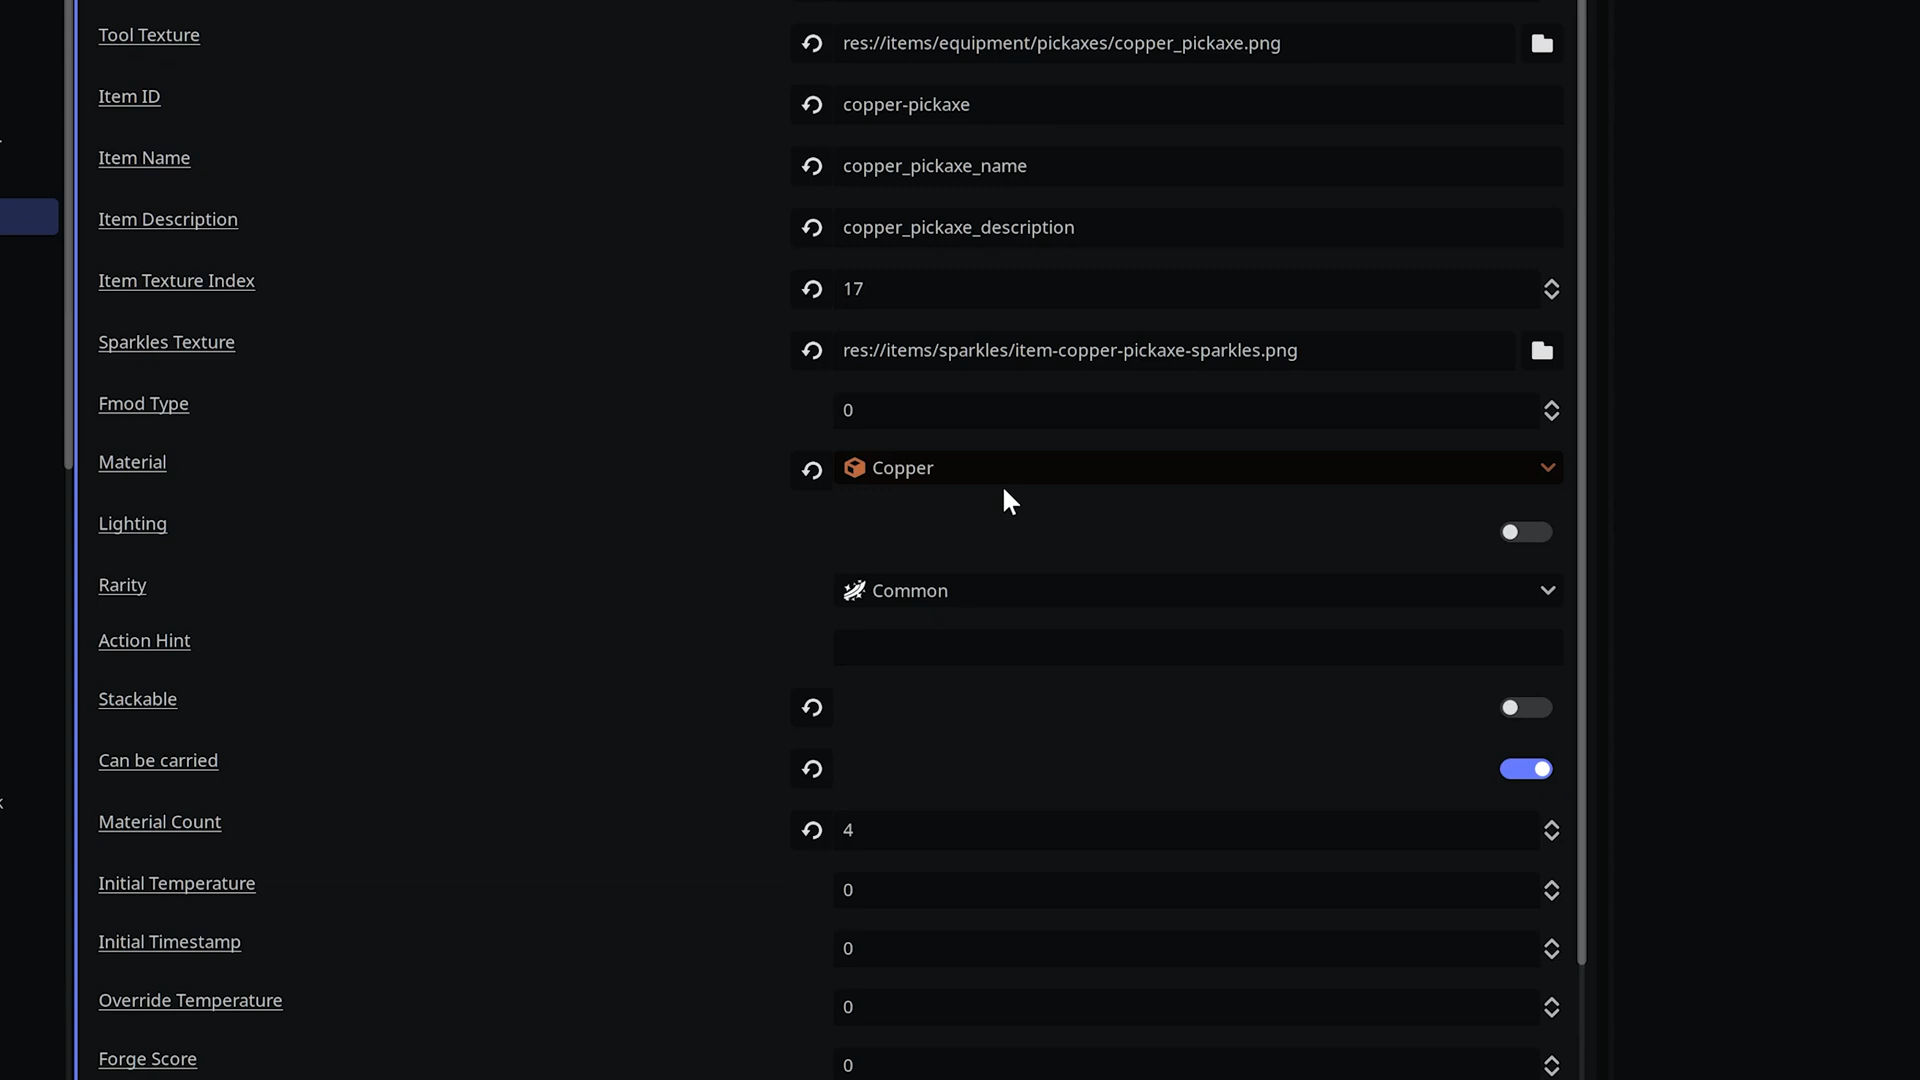 Tool Texture
res://items/equipment/pickaxes/copper_pickaxe.png
Item ID
copper-pickaxe
Item Name
copper_pickaxe_name
Item Description
copper_pickaxe_description
Item Texture Index
17
Sparkles Texture
res://items/sparkles/item-copper-pickaxe-sparkles.png
Fmod Type
0
Material
Copper
Lighting
Rarity
Common
Action Hint
Stackable
Can be carried
Material Count
4
Initial Temperature
0
Initial Timestamp
0
Override Temperature
0
Forge Score
0